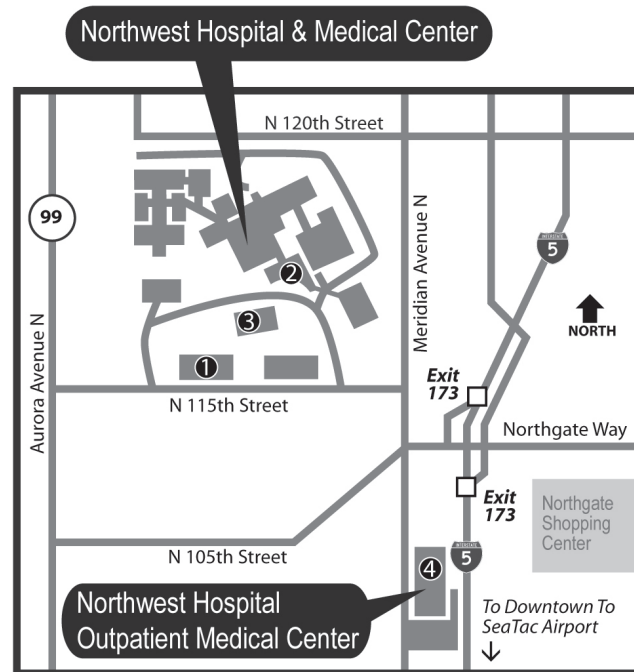 Northwest Hospital & Medical Center
N 120th Street
99
Meridian Avenue N
INTERSTATE
5
2
NORTH
3
1
Aurora Avenue N
Exit
173
N 115th Street
Northgate Way
Exit
173
Northgate
Shopping
Center
N 105th Street
INTERSTATE
5
4
Northwest Hospital
Outpatient Medical Center
To Downtown To
SeaTac Airport